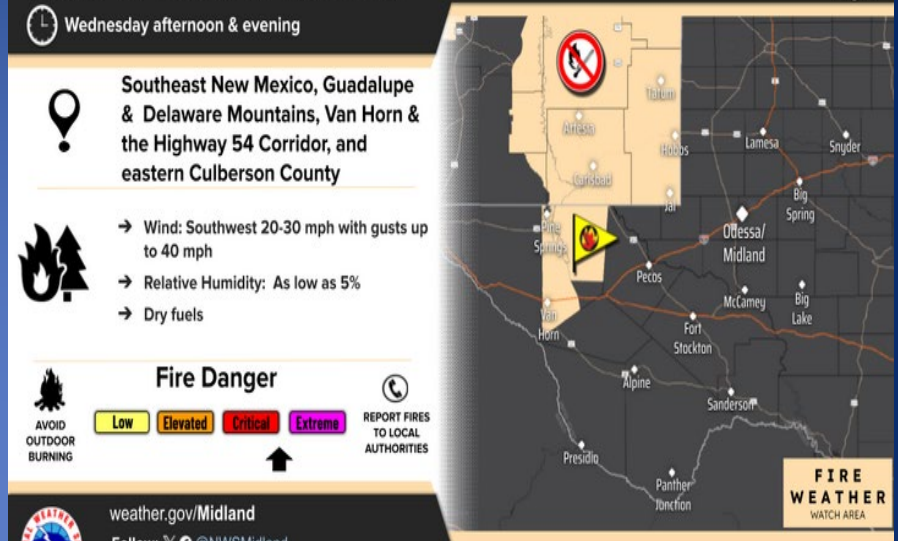 Wednesday afternoon & evening
Southeast New Mexico, Guadalupe
& Delaware Mountains, Van Horn &
the Highway 54 Corridor, and
eastern Culberson County
→ Wind: Southwest 20-30 mph with gusts up
to 40 mph
→ Relative Humidity: As low as 5%
→ Dry fuels
Fire Danger
AVOID
OUTDOOR
BURNING
Low
Elevated
Critical
Extreme
REPORT FIRES
TO LOCAL
AUTHORITIES
weather.gov/Midland
Follow: @NWSMidland
Tatum
Artesia
Hobbs
Lamesa
Snyder
Carlsbad
Jal
Big
Spring
Pine
Springs
Odessa/
Midland
Pecos
McCamey
Big
Lake
Van
Horn
Fort
Stockton
Alpine
Sanderson
Presidio
Panther
Junction
FIRE
WEATHER
WATCH AREA